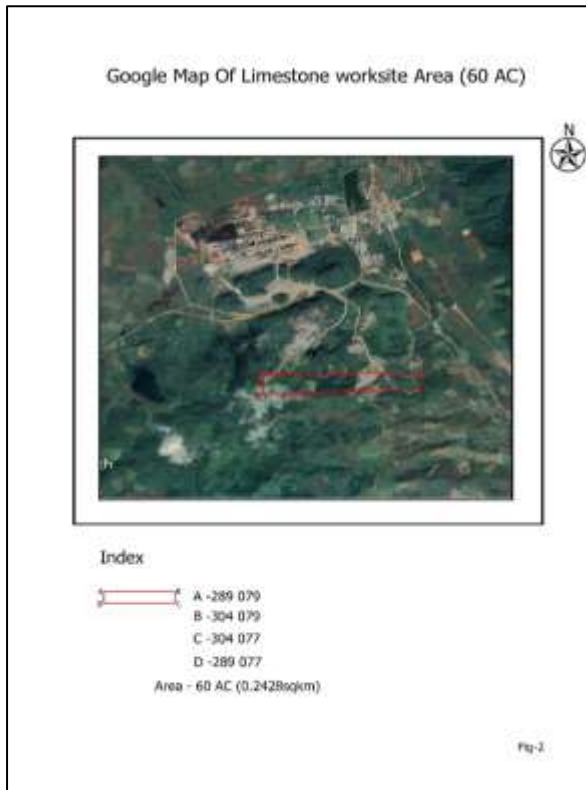 Google Map Of Limestone worksite Area (60 AC)
N
Index
A -289 079
B -304 079
C -304 077
D -289 077
Area - 60 AC (0.2428sqkm)
Fig-2